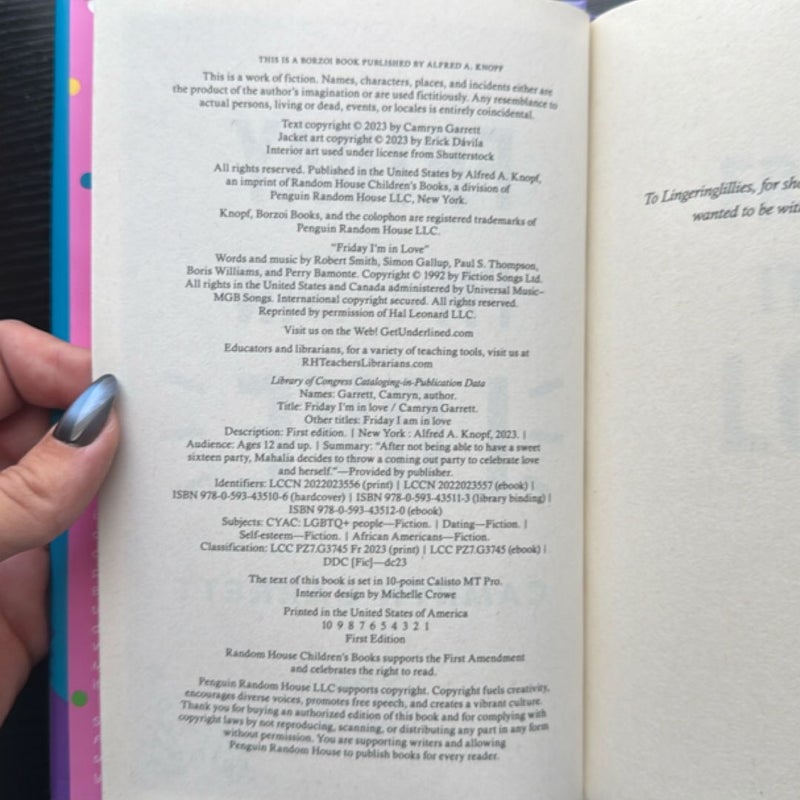 THIS IS A BORZOI BOOK PUBLISHED BY ALFRED A. KNOPF
This is a work of fiction. Names, characters, places, and incidents either are
the product of the author's imagination or are used fictitiously. Any resemblance to
actual persons, living or dead, events, or locales is entirely coincidental.
Text copyright © 2023 by Camryn Garrett
Jacket art copyright © 2023 by Erick Dávila
Interior art used under license from Shutterstock
All rights reserved. Published in the United States by Alfred A. Knopf,
an imprint of Random House Children's Books, a division of
Penguin Random House LLC, New York.
Knopf, Borzoi Books, and the colophon are registered trademarks of
Penguin Random House LLC.
"Friday I'm in Love"
Words and music by Robert Smith, Simon Gallup, Paul S. Thompson,
Boris Williams, and Perry Bamonte. Copyright © 1992 by Fiction Songs Ltd.
All rights in the United States and Canada administered by Universal Music–
MGB Songs. International copyright secured. All rights reserved.
Reprinted by permission of Hal Leonard LLC.
Visit us on the Web! GetUnderlined.com
Educators and librarians, for a variety of teaching tools, visit us at
RHTeachersLibrarians.com
Library of Congress Cataloging-in-Publication Data
Names: Garrett, Camryn, author.
Title: Friday I'm in love / Camryn Garrett.
Other titles: Friday I am in love
Description: First edition. | New York : Alfred A. Knopf, 2023. |
Audience: Ages 12 and up. | Summary: "After not being able to have a sweet
sixteen party, Mahalia decides to throw a coming out party to celebrate love
and herself."—Provided by publisher.
Identifiers: LCCN 2022023556 (print) | LCCN 2022023557 (ebook) |
ISBN 978-0-593-43510-6 (hardcover) | ISBN 978-0-593-43511-3 (library binding) |
ISBN 978-0-593-43512-0 (ebook)
Subjects: CYAC: LGBTQ+ people—Fiction. | Dating—Fiction. |
Self-esteem—Fiction. | African Americans—Fiction.
Classification: LCC PZ7.G3745 Fr 2023 (print) | LCC PZ7.G3745 (ebook) |
DDC [Fic]—dc23
The text of this book is set in 10-point Calisto MT Pro.
Interior design by Michelle Crowe
Printed in the United States of America
10 9 8 7 6 5 4 3 2 1
First Edition
Random House Children's Books supports the First Amendment
and celebrates the right to read.
Penguin Random House LLC supports copyright. Copyright fuels creativity,
encourages diverse voices, promotes free speech, and creates a vibrant culture.
Thank you for buying an authorized edition of this book and for complying with
copyright laws by not reproducing, scanning, or distributing any part in any form
without permission. You are supporting writers and allowing
Penguin Random House to publish books for every reader.
To Lingeringlillies, for she
wanted to be with